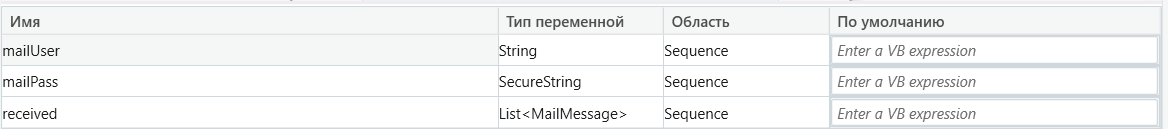 Имя Тип переменной Область По умолчанию
mailUser String Sequence Enter a VB expression
mailPass SecureString Sequence Enter a VB expression
received List<MailMessage> Sequence Enter a VB expression